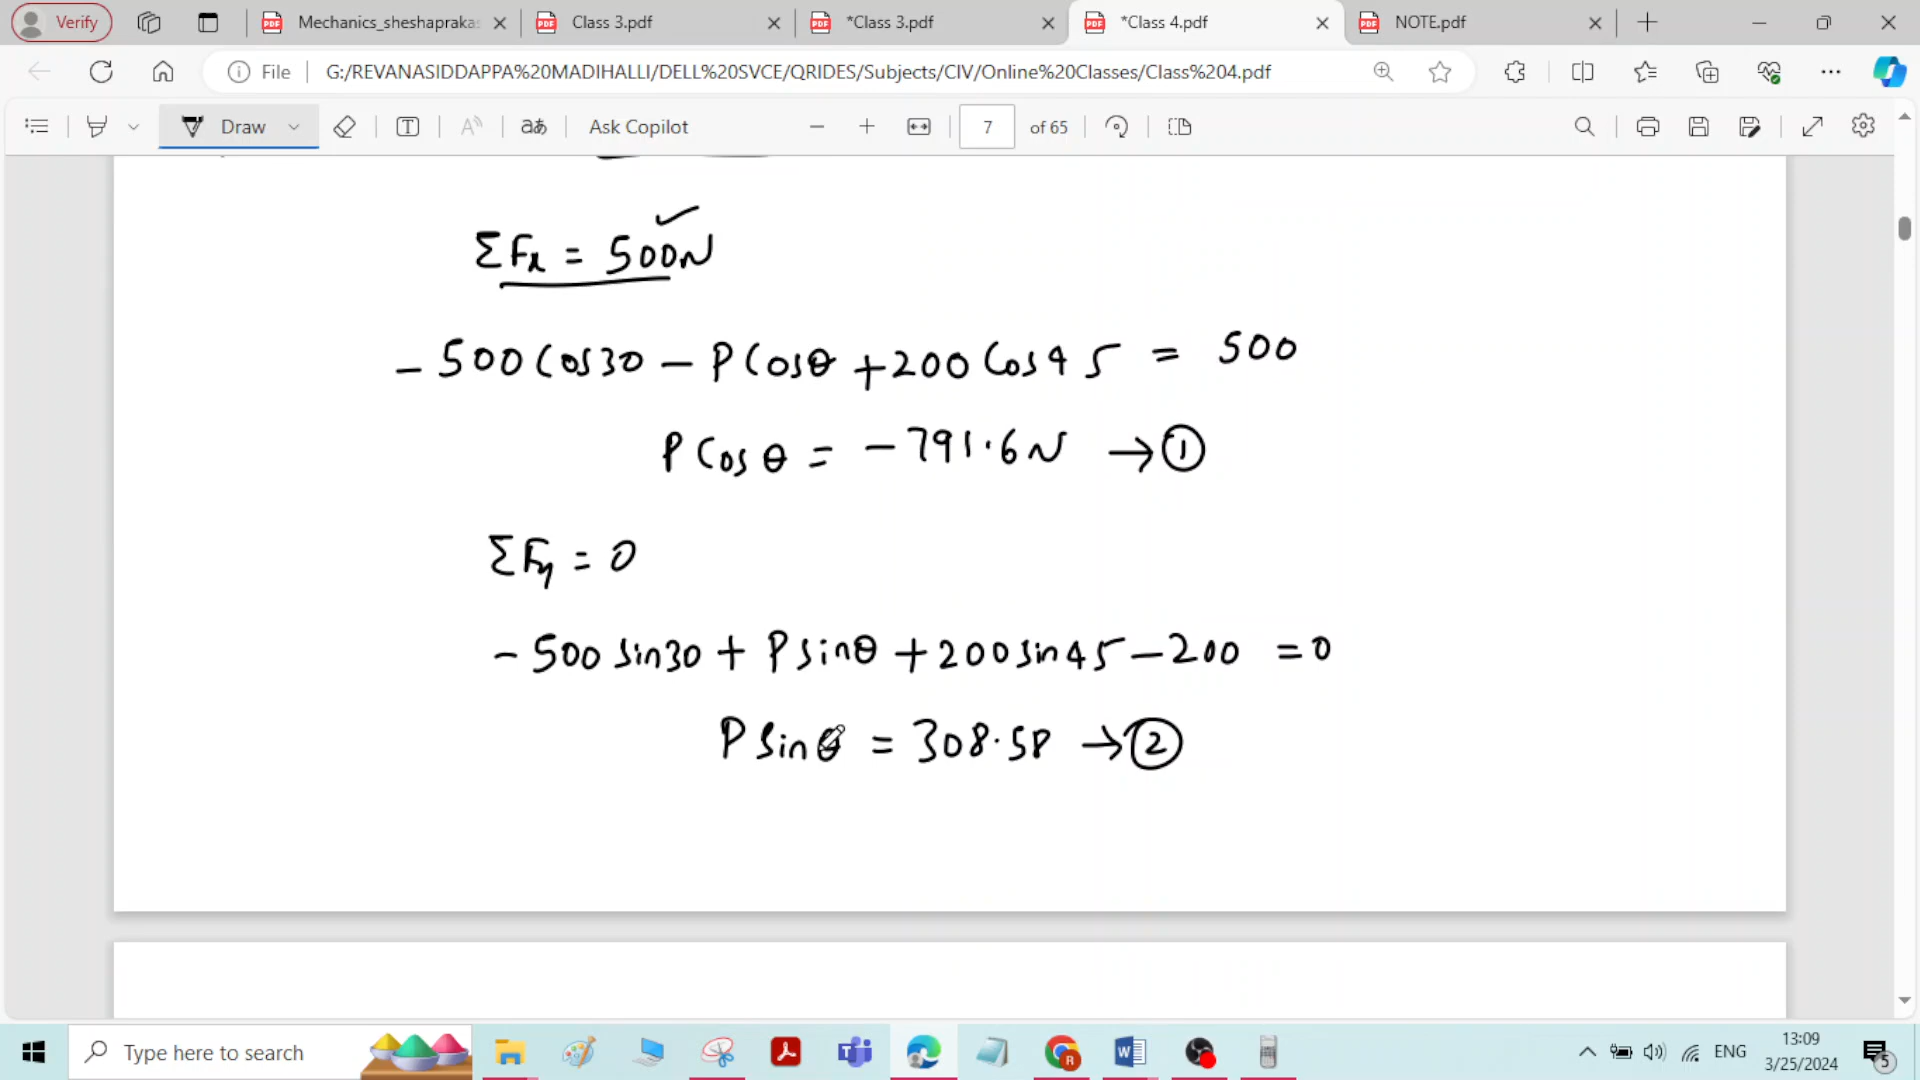 Verify
Mechanics_sheshapraka
Class 3.pdf
*Class 3.pdf
*Class 4.pdf
NOTE.pdf
File
G:/REVANASIDDAPPA%20MADIHALLI/DELL%20SVCE/QRIDES/Subjects/CIV/Online%20Classes/Class%204.pdf
Draw
Ask Copilot
7 of 65
ΣFx = 500N
- 500 Cos30 - P Cosθ + 200 Cos45 = 500
P Cosθ = - 791.6N → ①
ΣFy = 0
- 500 sin30 + P sinθ + 200 sin45 - 200 = 0
P sinθ = 308.58 → ②
Type here to search
ENG
13:09
3/25/2024
5